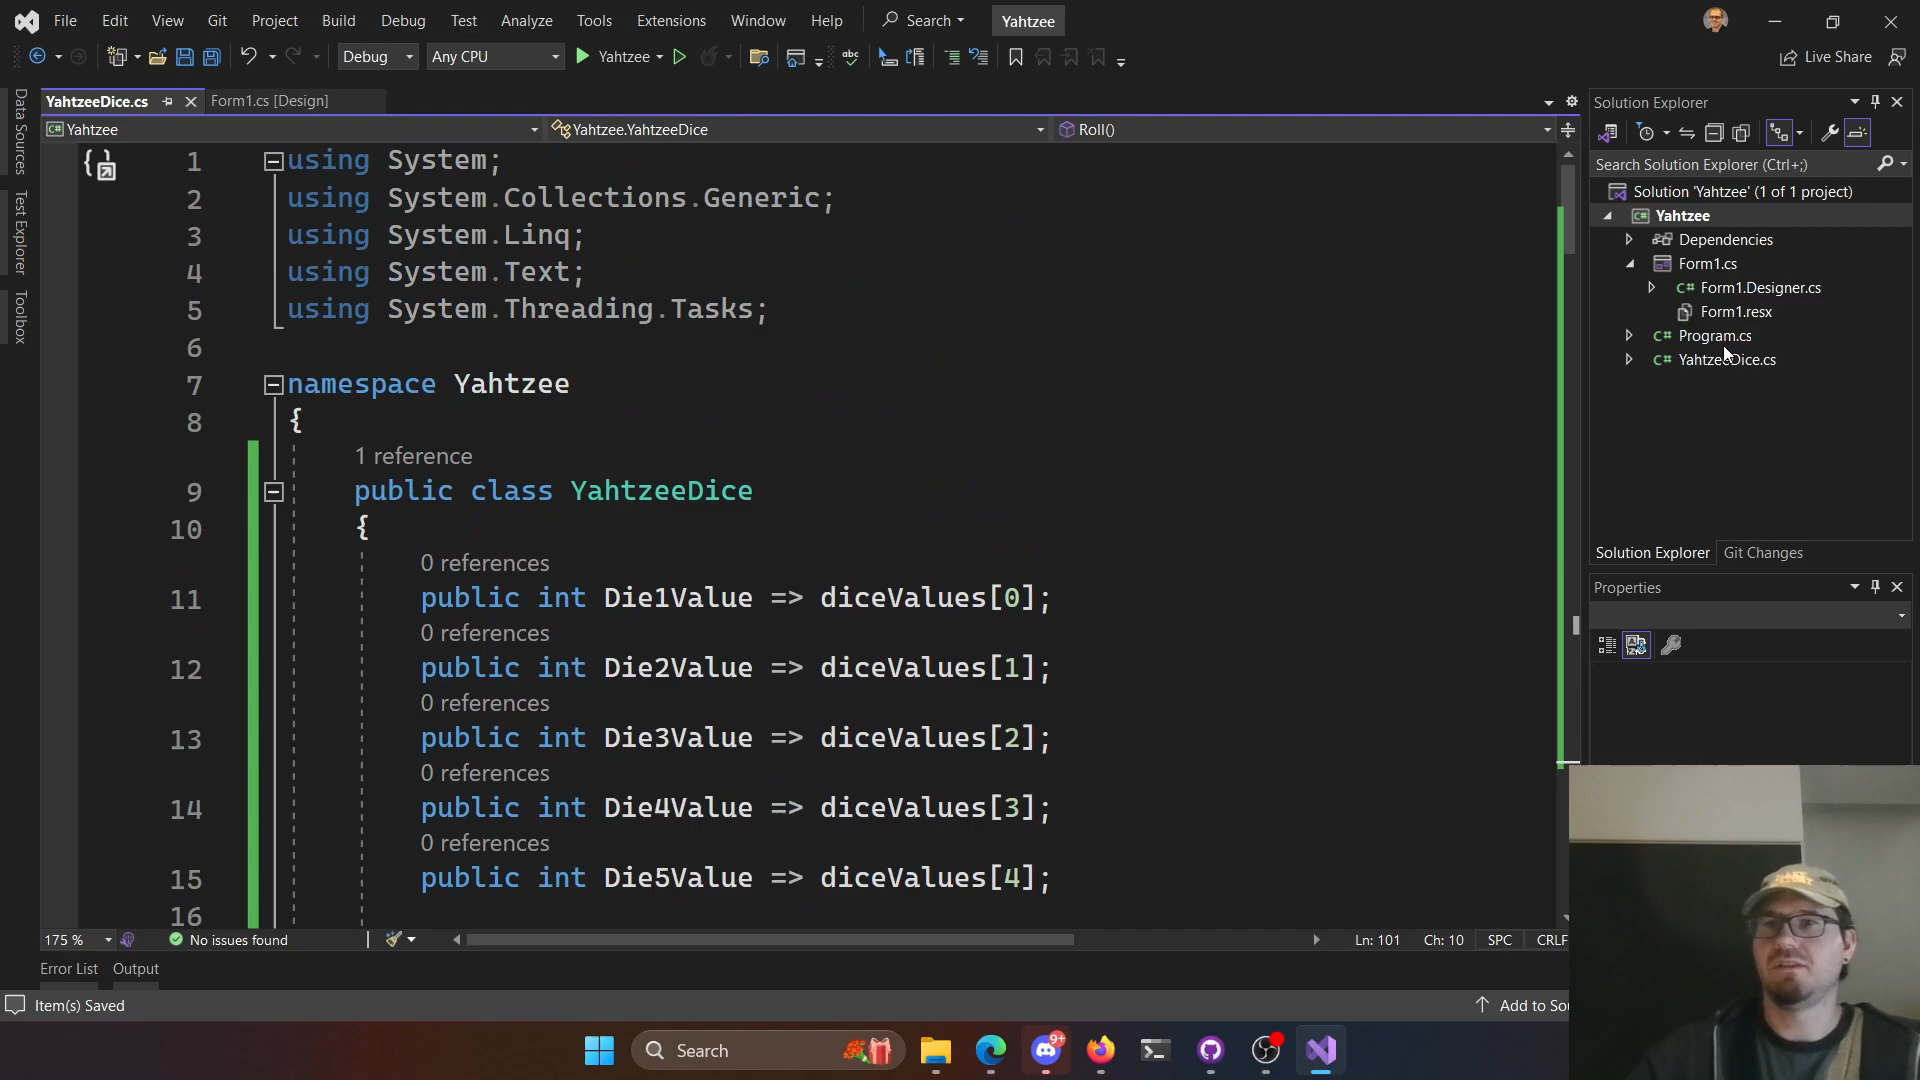 File Edit View Git Project Build Debug Test Analyze Tools Extensions Window Help Search Yahtzee
Debug Any CPU Yahtzee Live Share
YahtzeeDice.cs Form1.cs [Design]
Yahtzee Yahtzee.YahtzeeDice Roll()
Data Sources
Test Explorer
Toolbox
1 using System;
2 using System.Collections.Generic;
3 using System.Linq;
4 using System.Text;
5 using System.Threading.Tasks;
6
7 namespace Yahtzee
8 {
1 reference
9 public class YahtzeeDice
10 {
0 references
11 public int Die1Value => diceValues[0];
0 references
12 public int Die2Value => diceValues[1];
0 references
13 public int Die3Value => diceValues[2];
0 references
14 public int Die4Value => diceValues[3];
0 references
15 public int Die5Value => diceValues[4];
16
175 % No issues found Ln: 101 Ch: 10 SPC CRLF
Error List Output
Item(s) Saved Add to Sou
Solution Explorer
Search Solution Explorer (Ctrl+;)
Solution 'Yahtzee' (1 of 1 project)
Yahtzee
Dependencies
Form1.cs
Form1.Designer.cs
Form1.resx
Program.cs
YahtzeeDice.cs
Solution Explorer Git Changes
Properties
Search 9+